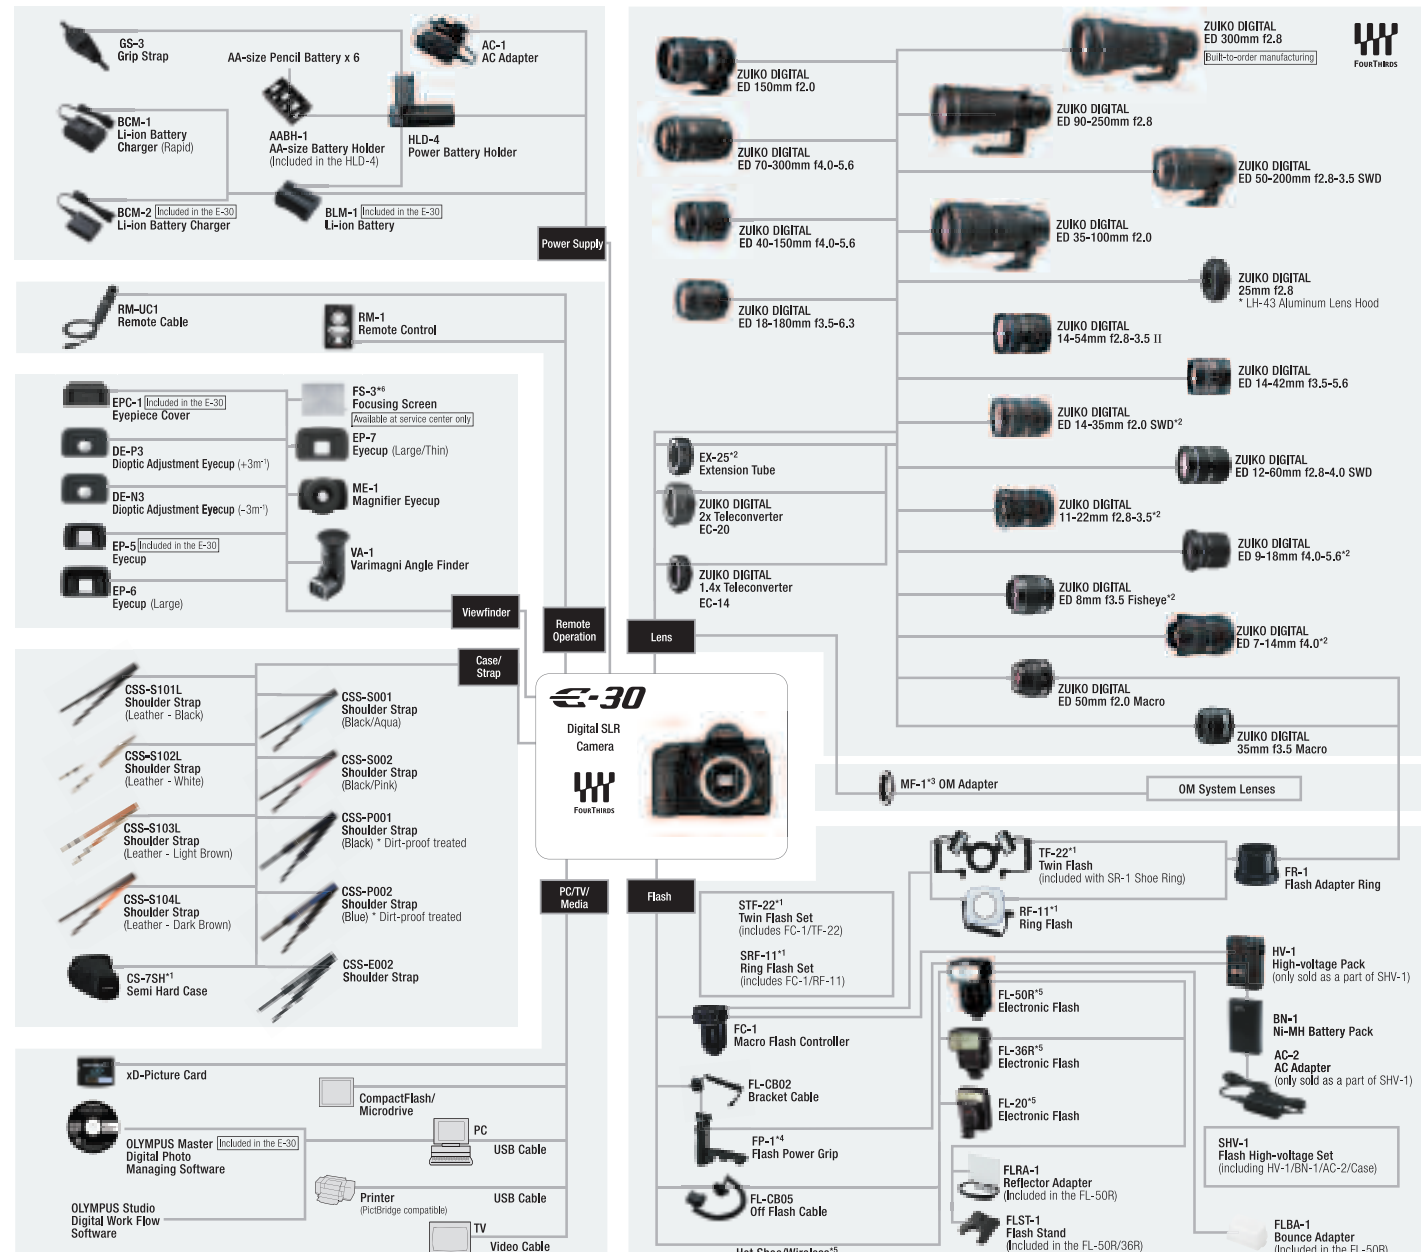 GS-3
Grip Strap
AA-size Pencil Battery x 6
AC-1
AC Adapter
BCM-1
Li-ion Battery
Charger (Rapid)
AABH-1
AA-size Battery Holder
(Included in the HLD-4)
HLD-4
Power Battery Holder
BCM-2 Included in the E-30
Li-ion Battery Charger
BLM-1 Included in the E-30
Li-ion Battery
Power Supply
RM-UC1
Remote Cable
RM-1
Remote Control
EPC-1 Included in the E-30
Eyepiece Cover
FS-3*6
Focusing Screen
Available at service center only
DE-P3
Dioptic Adjustment Eyecup (+3m-1)
EP-7
Eyecup (Large/Thin)
DE-N3
Dioptic Adjustment Eyecup (-3m-1)
ME-1
Magnifier Eyecup
EP-5 Included in the E-30
Eyecup
VA-1
Varimagni Angle Finder
EP-6
Eyecup (Large)
Viewfinder
Remote
Operation
Lens
Case/
Strap
CSS-S101L
Shoulder Strap
(Leather - Black)
CSS-S001
Shoulder Strap
(Black/Aqua)
CSS-S102L
Shoulder Strap
(Leather - White)
CSS-S002
Shoulder Strap
(Black/Pink)
CSS-S103L
Shoulder Strap
(Leather - Light Brown)
CSS-P001
Shoulder Strap
(Black) * Dirt-proof treated
CSS-S104L
Shoulder Strap
(Leather - Dark Brown)
CSS-P002
Shoulder Strap
(Blue) * Dirt-proof treated
CS-7SH*1
Semi Hard Case
CSS-E002
Shoulder Strap
E-30
Digital SLR
Camera
FOURTHIRDS
PC/TV/
Media
Flash
xD-Picture Card
CompactFlash/
Microdrive
OLYMPUS Master Included in the E-30
Digital Photo
Managing Software
PC
USB Cable
Printer
(PictBridge compatible)
USB Cable
OLYMPUS Studio
Digital Work Flow
Software
TV
Video Cable
ZUIKO DIGITAL
ED 150mm f2.0
ZUIKO DIGITAL
ED 300mm f2.8
Built-to-order manufacturing
FOURTHIRDS
ZUIKO DIGITAL
ED 90-250mm f2.8
ZUIKO DIGITAL
ED 70-300mm f4.0-5.6
ZUIKO DIGITAL
ED 50-200mm f2.8-3.5 SWD
ZUIKO DIGITAL
ED 40-150mm f4.0-5.6
ZUIKO DIGITAL
ED 35-100mm f2.0
ZUIKO DIGITAL
25mm f2.8
* LH-43 Aluminum Lens Hood
ZUIKO DIGITAL
ED 18-180mm f3.5-6.3
ZUIKO DIGITAL
14-54mm f2.8-3.5 II
ZUIKO DIGITAL
ED 14-42mm f3.5-5.6
ZUIKO DIGITAL
ED 14-35mm f2.0 SWD*2
EX-25*2
Extension Tube
ZUIKO DIGITAL
ED 12-60mm f2.8-4.0 SWD
ZUIKO DIGITAL
2x Teleconverter
EC-20
ZUIKO DIGITAL
11-22mm f2.8-3.5*2
ZUIKO DIGITAL
ED 9-18mm f4.0-5.6*2
ZUIKO DIGITAL
1.4x Teleconverter
EC-14
ZUIKO DIGITAL
ED 8mm f3.5 Fisheye*2
ZUIKO DIGITAL
ED 7-14mm f4.0*2
ZUIKO DIGITAL
ED 50mm f2.0 Macro
ZUIKO DIGITAL
35mm f3.5 Macro
MF-1*3 OM Adapter
OM System Lenses
TF-22*1
Twin Flash
(included with SR-1 Shoe Ring)
FR-1
Flash Adapter Ring
RF-11*1
Ring Flash
STF-22*1
Twin Flash Set
(includes FC-1/TF-22)
SRF-11*1
Ring Flash Set
(includes FC-1/RF-11)
HV-1
High-voltage Pack
(only sold as a part of SHV-1)
FL-50R*5
Electronic Flash
FC-1
Macro Flash Controller
BN-1
Ni-MH Battery Pack
FL-36R*5
Electronic Flash
AC-2
AC Adapter
(only sold as a part of SHV-1)
FL-CB02
Bracket Cable
FL-20*5
Electronic Flash
FP-1*4
Flash Power Grip
SHV-1
Flash High-voltage Set
(including HV-1/BN-1/AC-2/Case)
FLRA-1
Reflector Adapter
(Included in the FL-50R)
FL-CB05
Off Flash Cable
FLST-1
Flash Stand
(Included in the FL-50R/36R)
FLBA-1
Bounce Adapter
(Included in the FL-50R)
Hot Shoe/Wireless*5